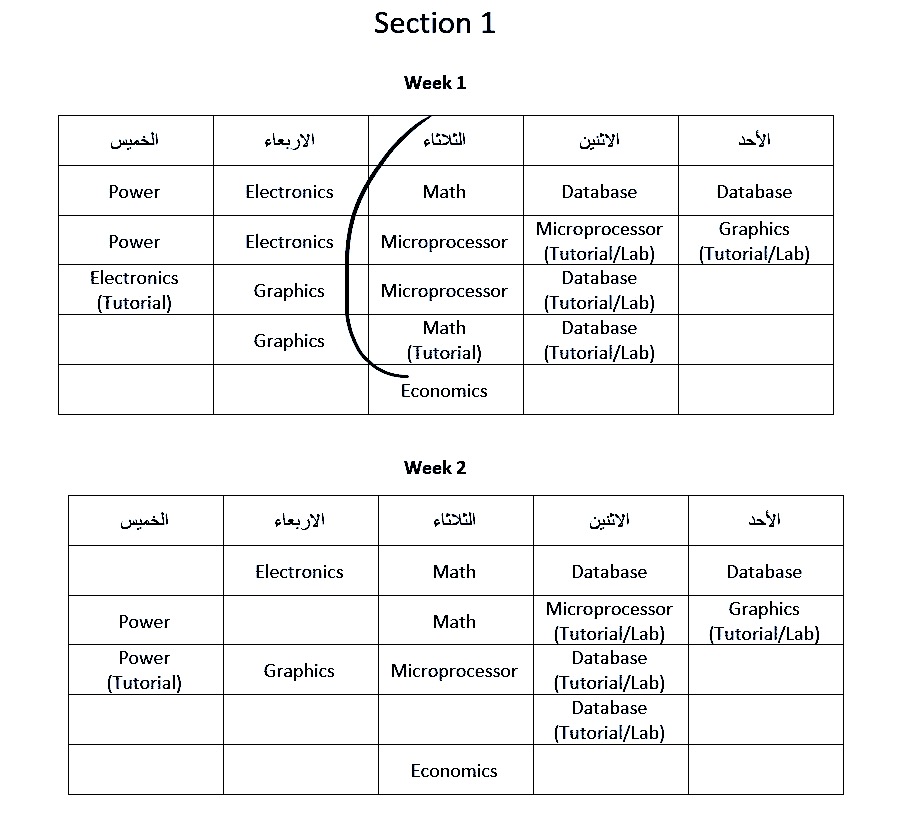 Section 1
Week 1
الخميس الاربعاء الثلاثاء الاثنين الأحد
Power Electronics Math Database Database
Power Electronics Microprocessor Microprocessor (Tutorial/Lab) Graphics (Tutorial/Lab)
Electronics (Tutorial) Graphics Microprocessor Database (Tutorial/Lab)
Graphics Math (Tutorial) Database (Tutorial/Lab)
Economics
Week 2
الخميس الاربعاء الثلاثاء الاثنين الأحد
Electronics Math Database Database
Power Math Microprocessor (Tutorial/Lab) Graphics (Tutorial/Lab)
Power (Tutorial) Graphics Microprocessor Database (Tutorial/Lab)
Database (Tutorial/Lab)
Economics